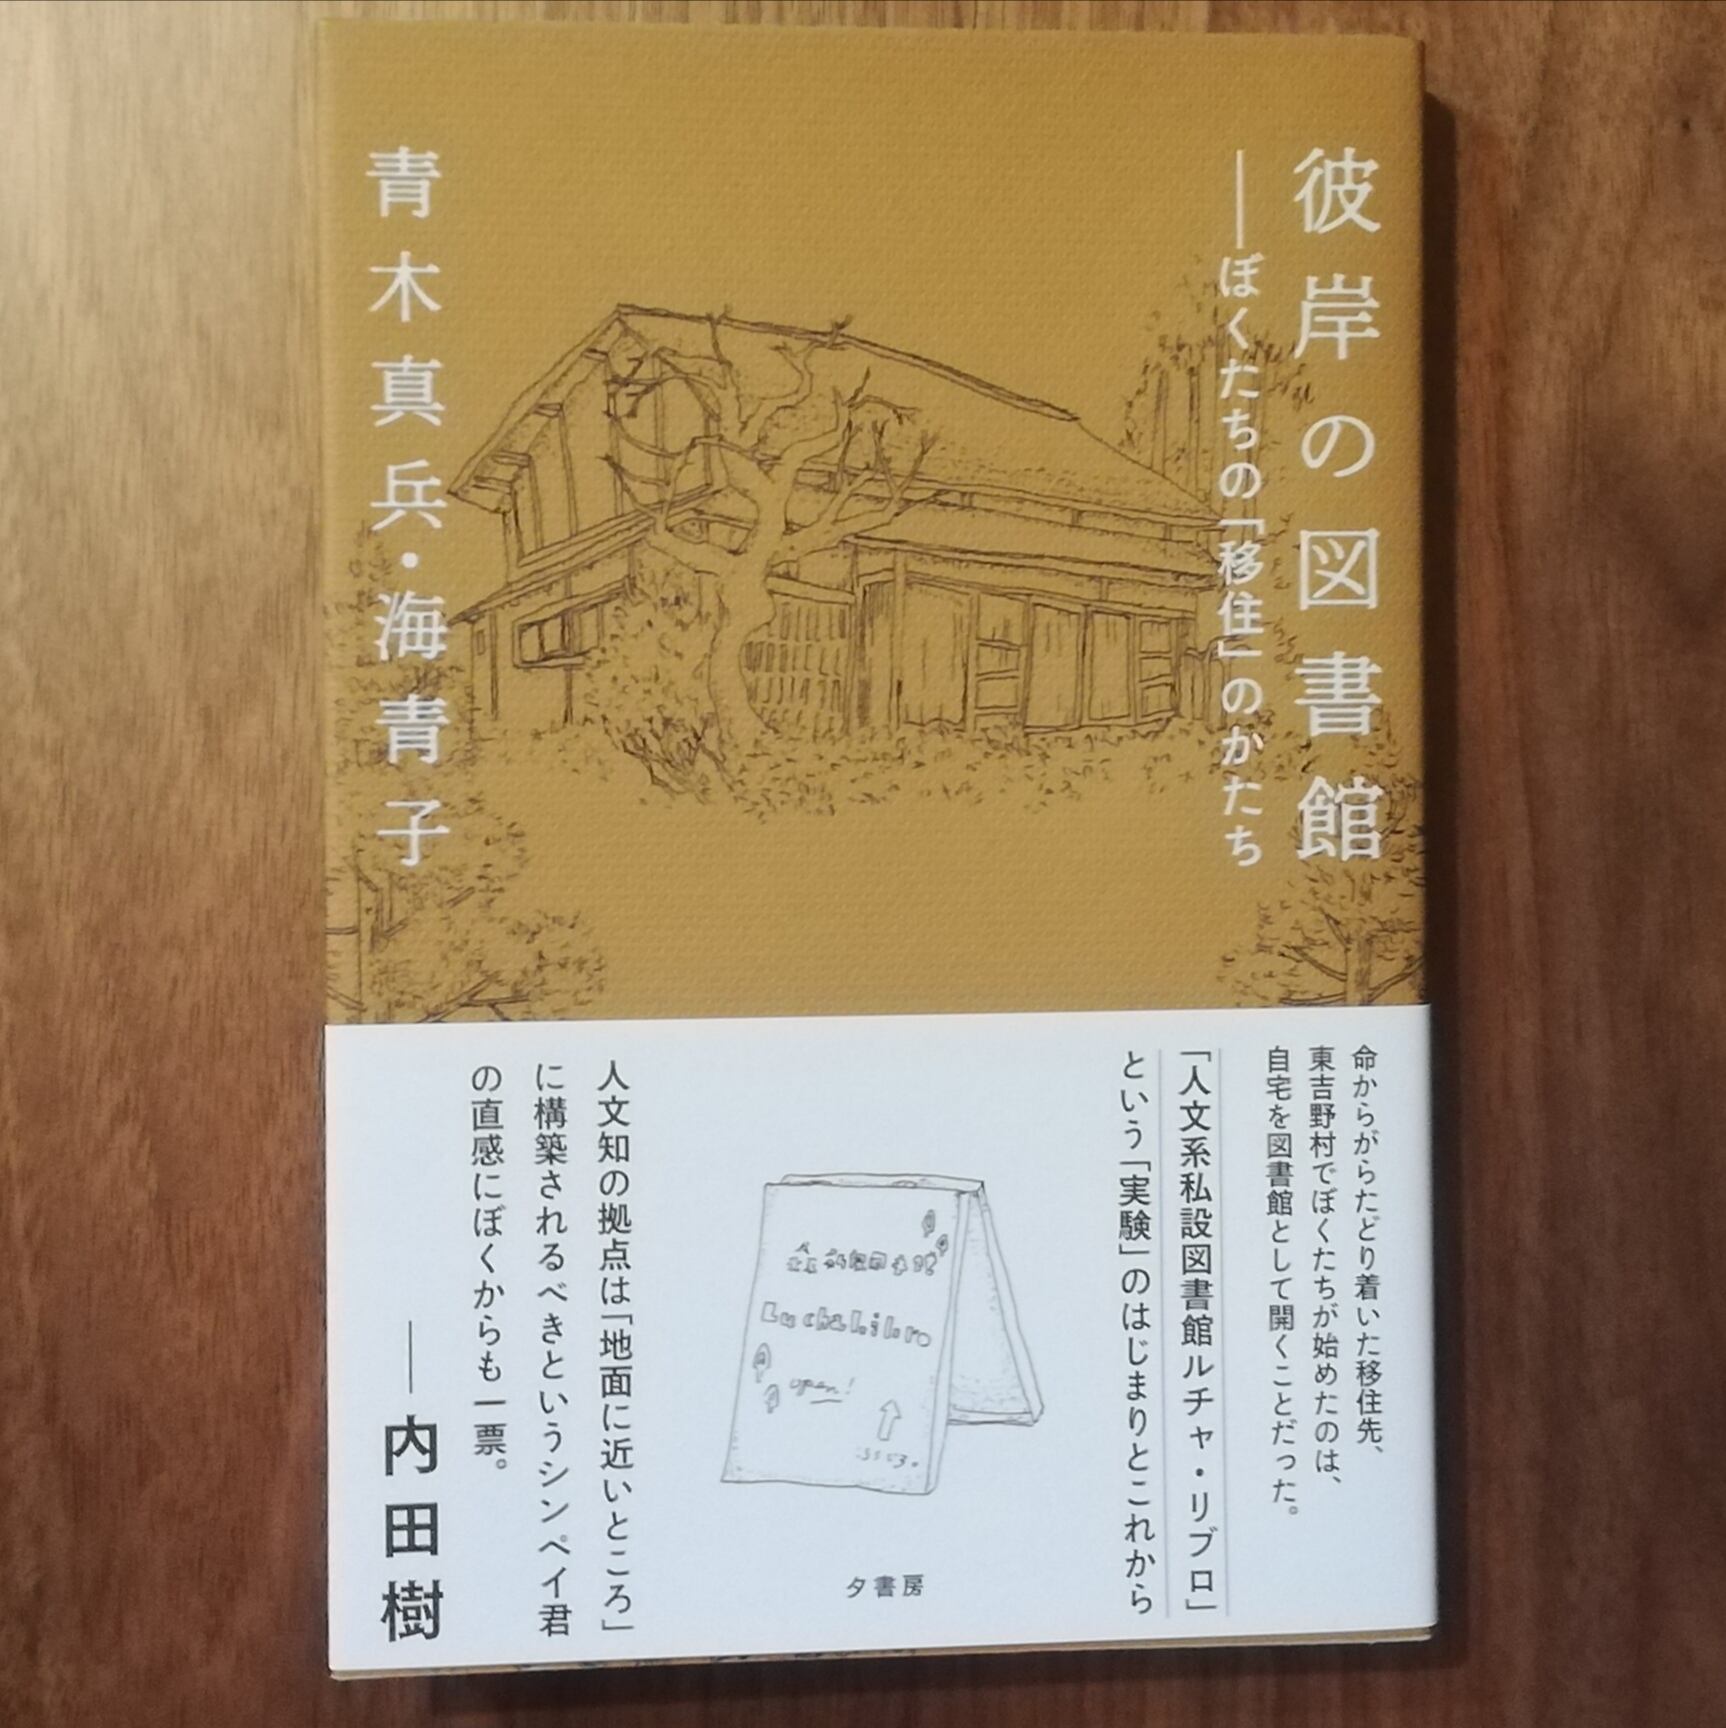 彼岸の図書館
──ぼくたちの「移住」のかたち
青木真兵・海青子
命からがらたどり着いた移住先、
東吉野村でぼくたちが始めたのは、
自宅を図書館として開くことだった。
「人文系私設図書館ルチャ・リブロ」
という「実験」のはじまりとこれから
Lucha Libro
open!
夕書房
人文知の拠点は「地面に近いところ」
に構築されるべきというシンペイ君
の直感にぼくからも一票。
──内田樹